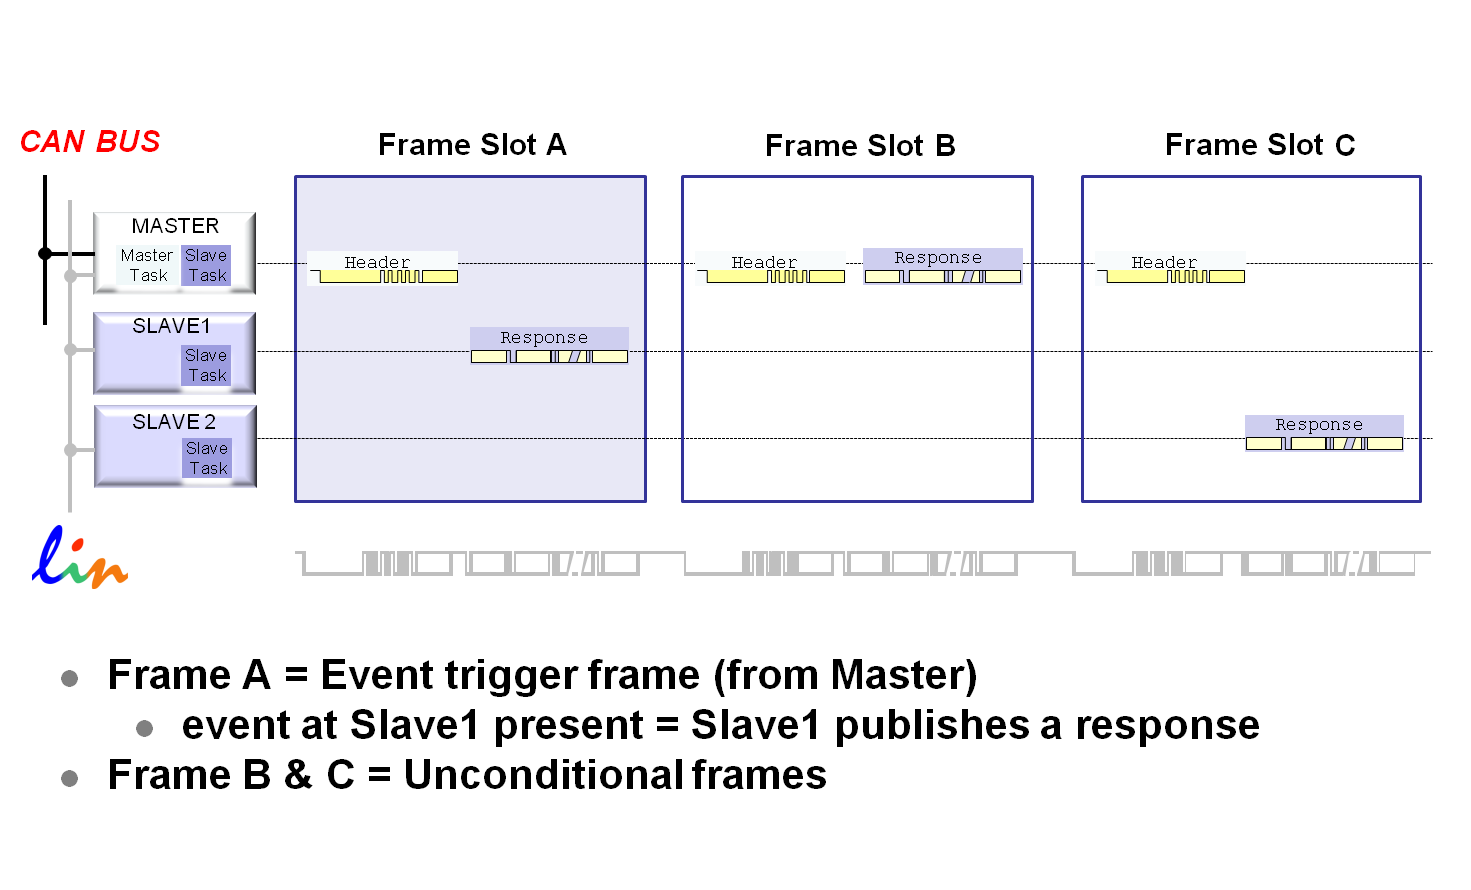 CAN BUS
Frame Slot A
Frame Slot B
Frame Slot C
MASTER
Master Task
Slave Task
Header
Header
Response
Header
SLAVE1
Slave Task
Response
SLAVE 2
Slave Task
Response
lin
Frame A = Event trigger frame (from Master)
event at Slave1 present = Slave1 publishes a response
Frame B & C = Unconditional frames